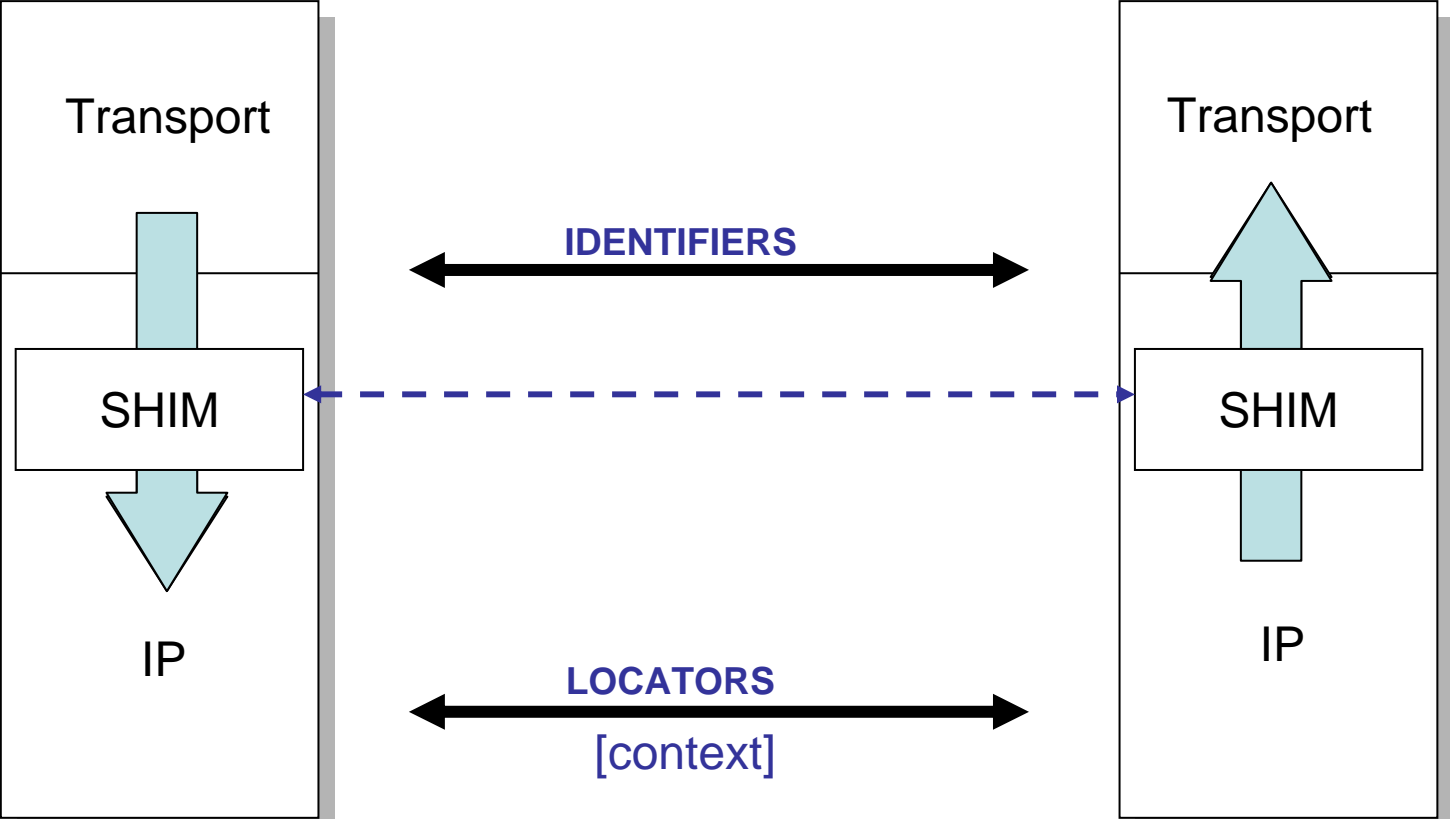 Transport
Transport
IDENTIFIERS
SHIM
SHIM
IP
IP
LOCATORS
[context]